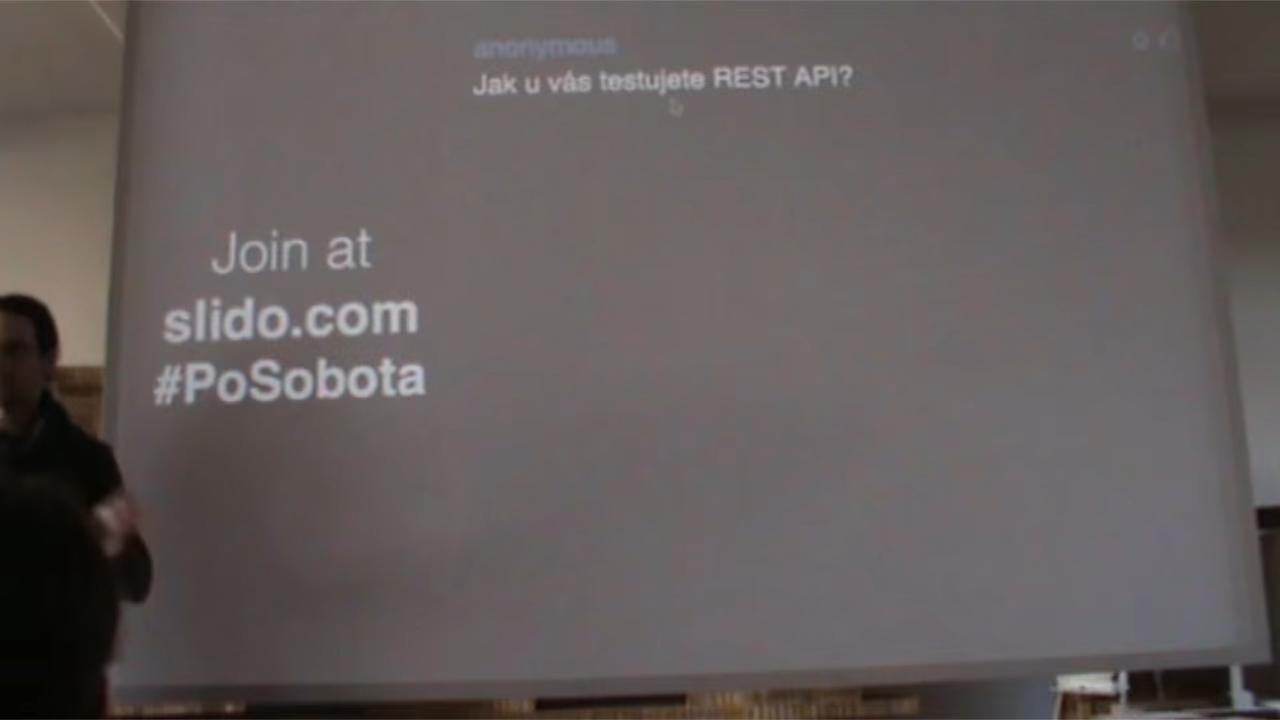 anonymous
Jak u vás testujete REST API?
Join at
slido.com
#PoSobota